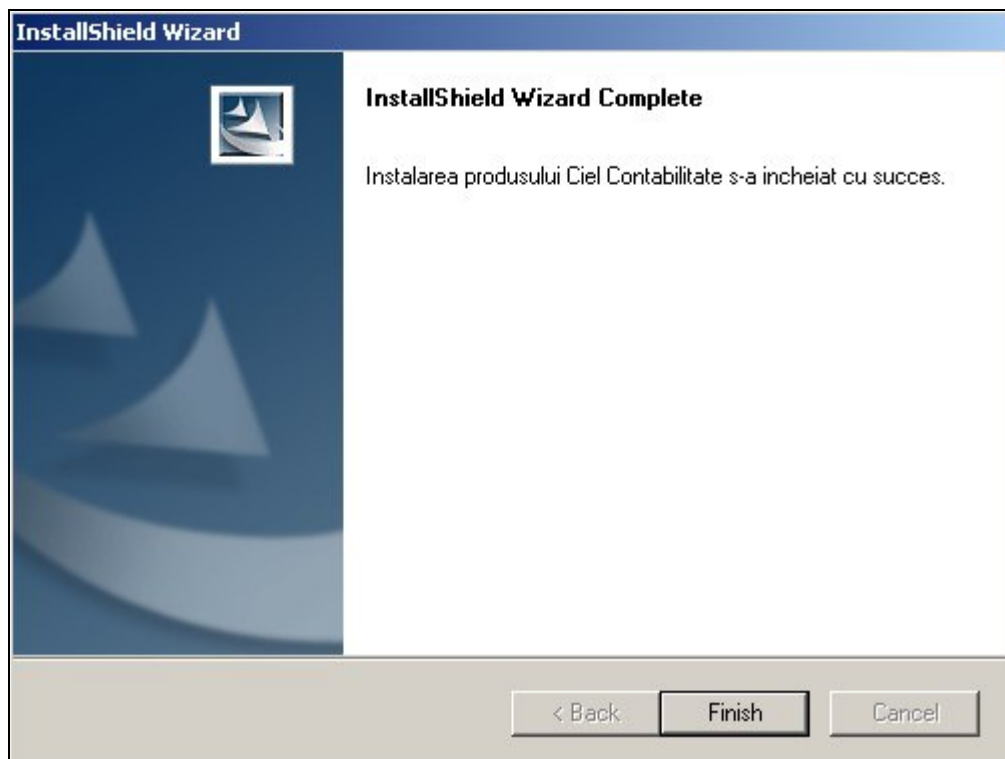 InstallShield Wizard
InstallShield Wizard Complete
Instalarea produsului Ciel Contabilitate s-a incheiat cu succes.
< Back
Finish
Cancel